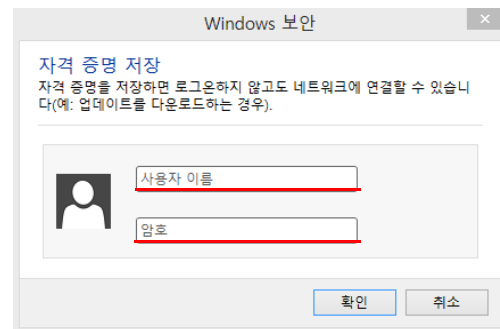 Windows 보안
자격 증명 저장
자격 증명을 저장하면 로그온하지 않고도 네트워크에 연결할 수 있습니
다(예: 업데이트를 다운로드하는 경우).
사용자 이름
암호
확인
취소